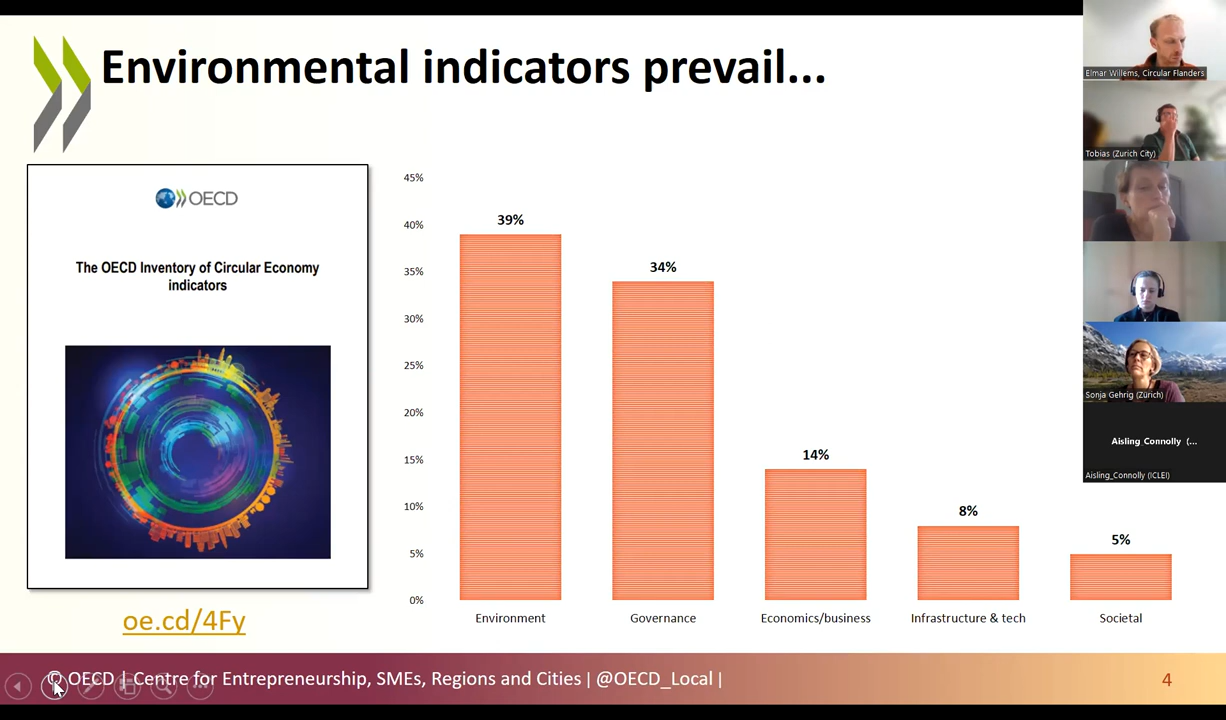 Environmental indicators prevail...
OECD
The OECD Inventory of Circular Economy
indicators
oe.cd/4Fy
45%
40%
35%
30%
25%
20%
15%
10%
5%
0%
39%
34%
14%
8%
5%
Environment
Governance
Economics/business
Infrastructure & tech
Societal
© OECD | Centre for Entrepreneurship, SMEs, Regions and Cities | @OECD_Local |
4
Elmar Willems, Circular Flanders
Tobias (Zurich City)
Sonja Gehrig (Zürich)
Aisling Connolly (...
Aisling_Connolly (ICLEI)